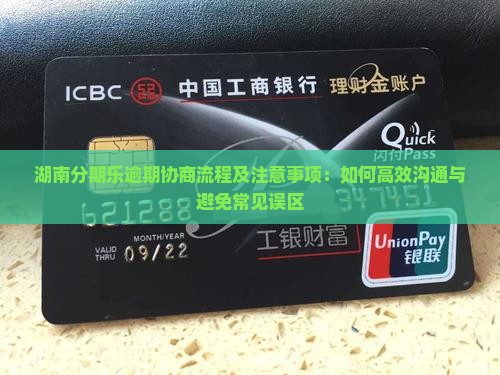 ICBC 中国工商银行 理财金账户
Quick
闪付Pass
湖南分期乐逾期协商流程及注意事项：如何高效沟通与
避免常见误区
621288 347451
MONTH/YEAR
VALID
THRU 09/22
工银财富
UnionPay
银联